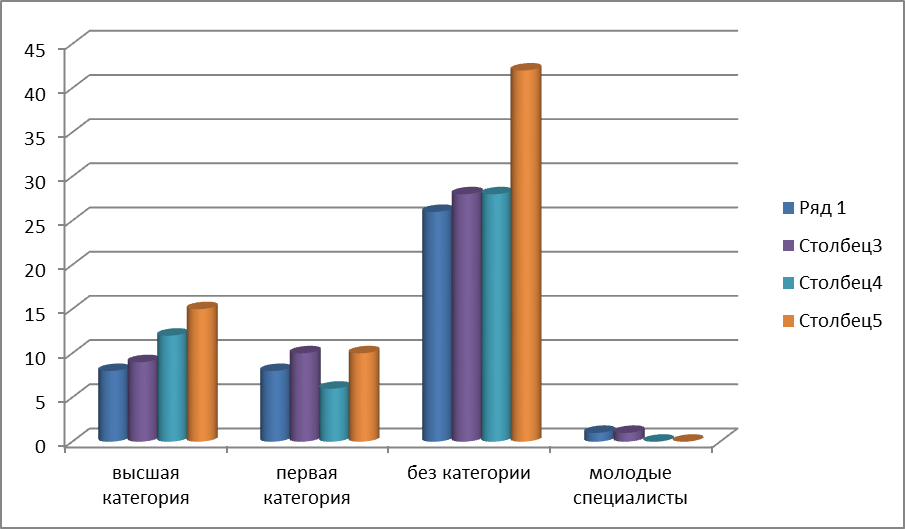 45
40
35
30
25
20
15
10
5
0
высшая
категория
первая
категория
без категории
молодые
специалисты
Ряд 1
Столбец3
Столбец4
Столбец5